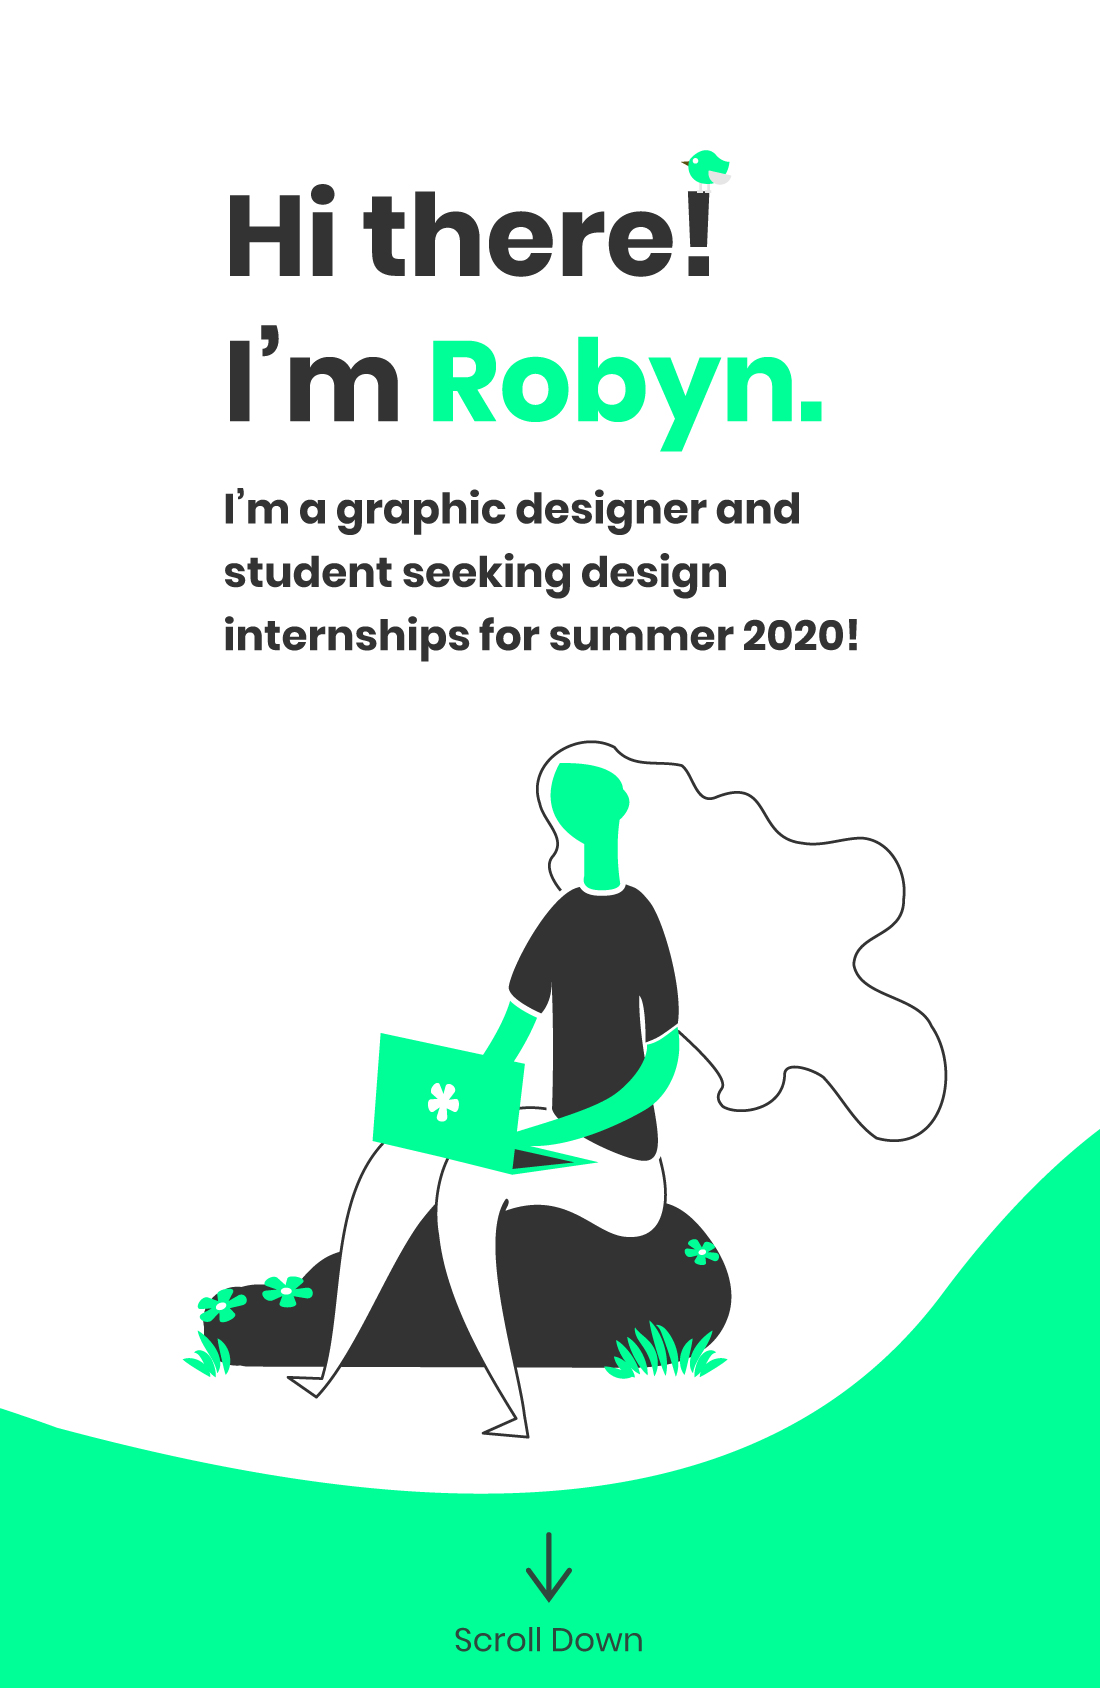 Hi there!
I’m Robyn.
I’m a graphic designer and
student seeking design
internships for summer 2020!
Scroll Down